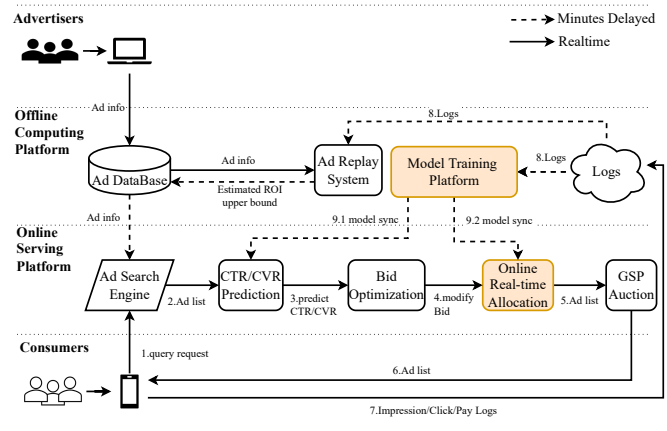 Advertisers
Minutes Delayed
Realtime
Ad info
8.Logs
Offline
Computing
Platform
Ad DataBase
Ad info
Estimated ROI
upper bound
Ad Replay
System
Model Training
Platform
8.Logs
Logs
Ad info
9.1 model sync
9.2 model sync
Online
Serving
Platform
Ad Search
Engine
2.Ad list
CTR/CVR
Prediction
3.predict
CTR/CVR
Bid
Optimization
4.modify
Bid
Online
Real-time
Allocation
5.Ad list
GSP
Auction
Consumers
1.query request
6.Ad list
7.Impression/Click/Pay Logs